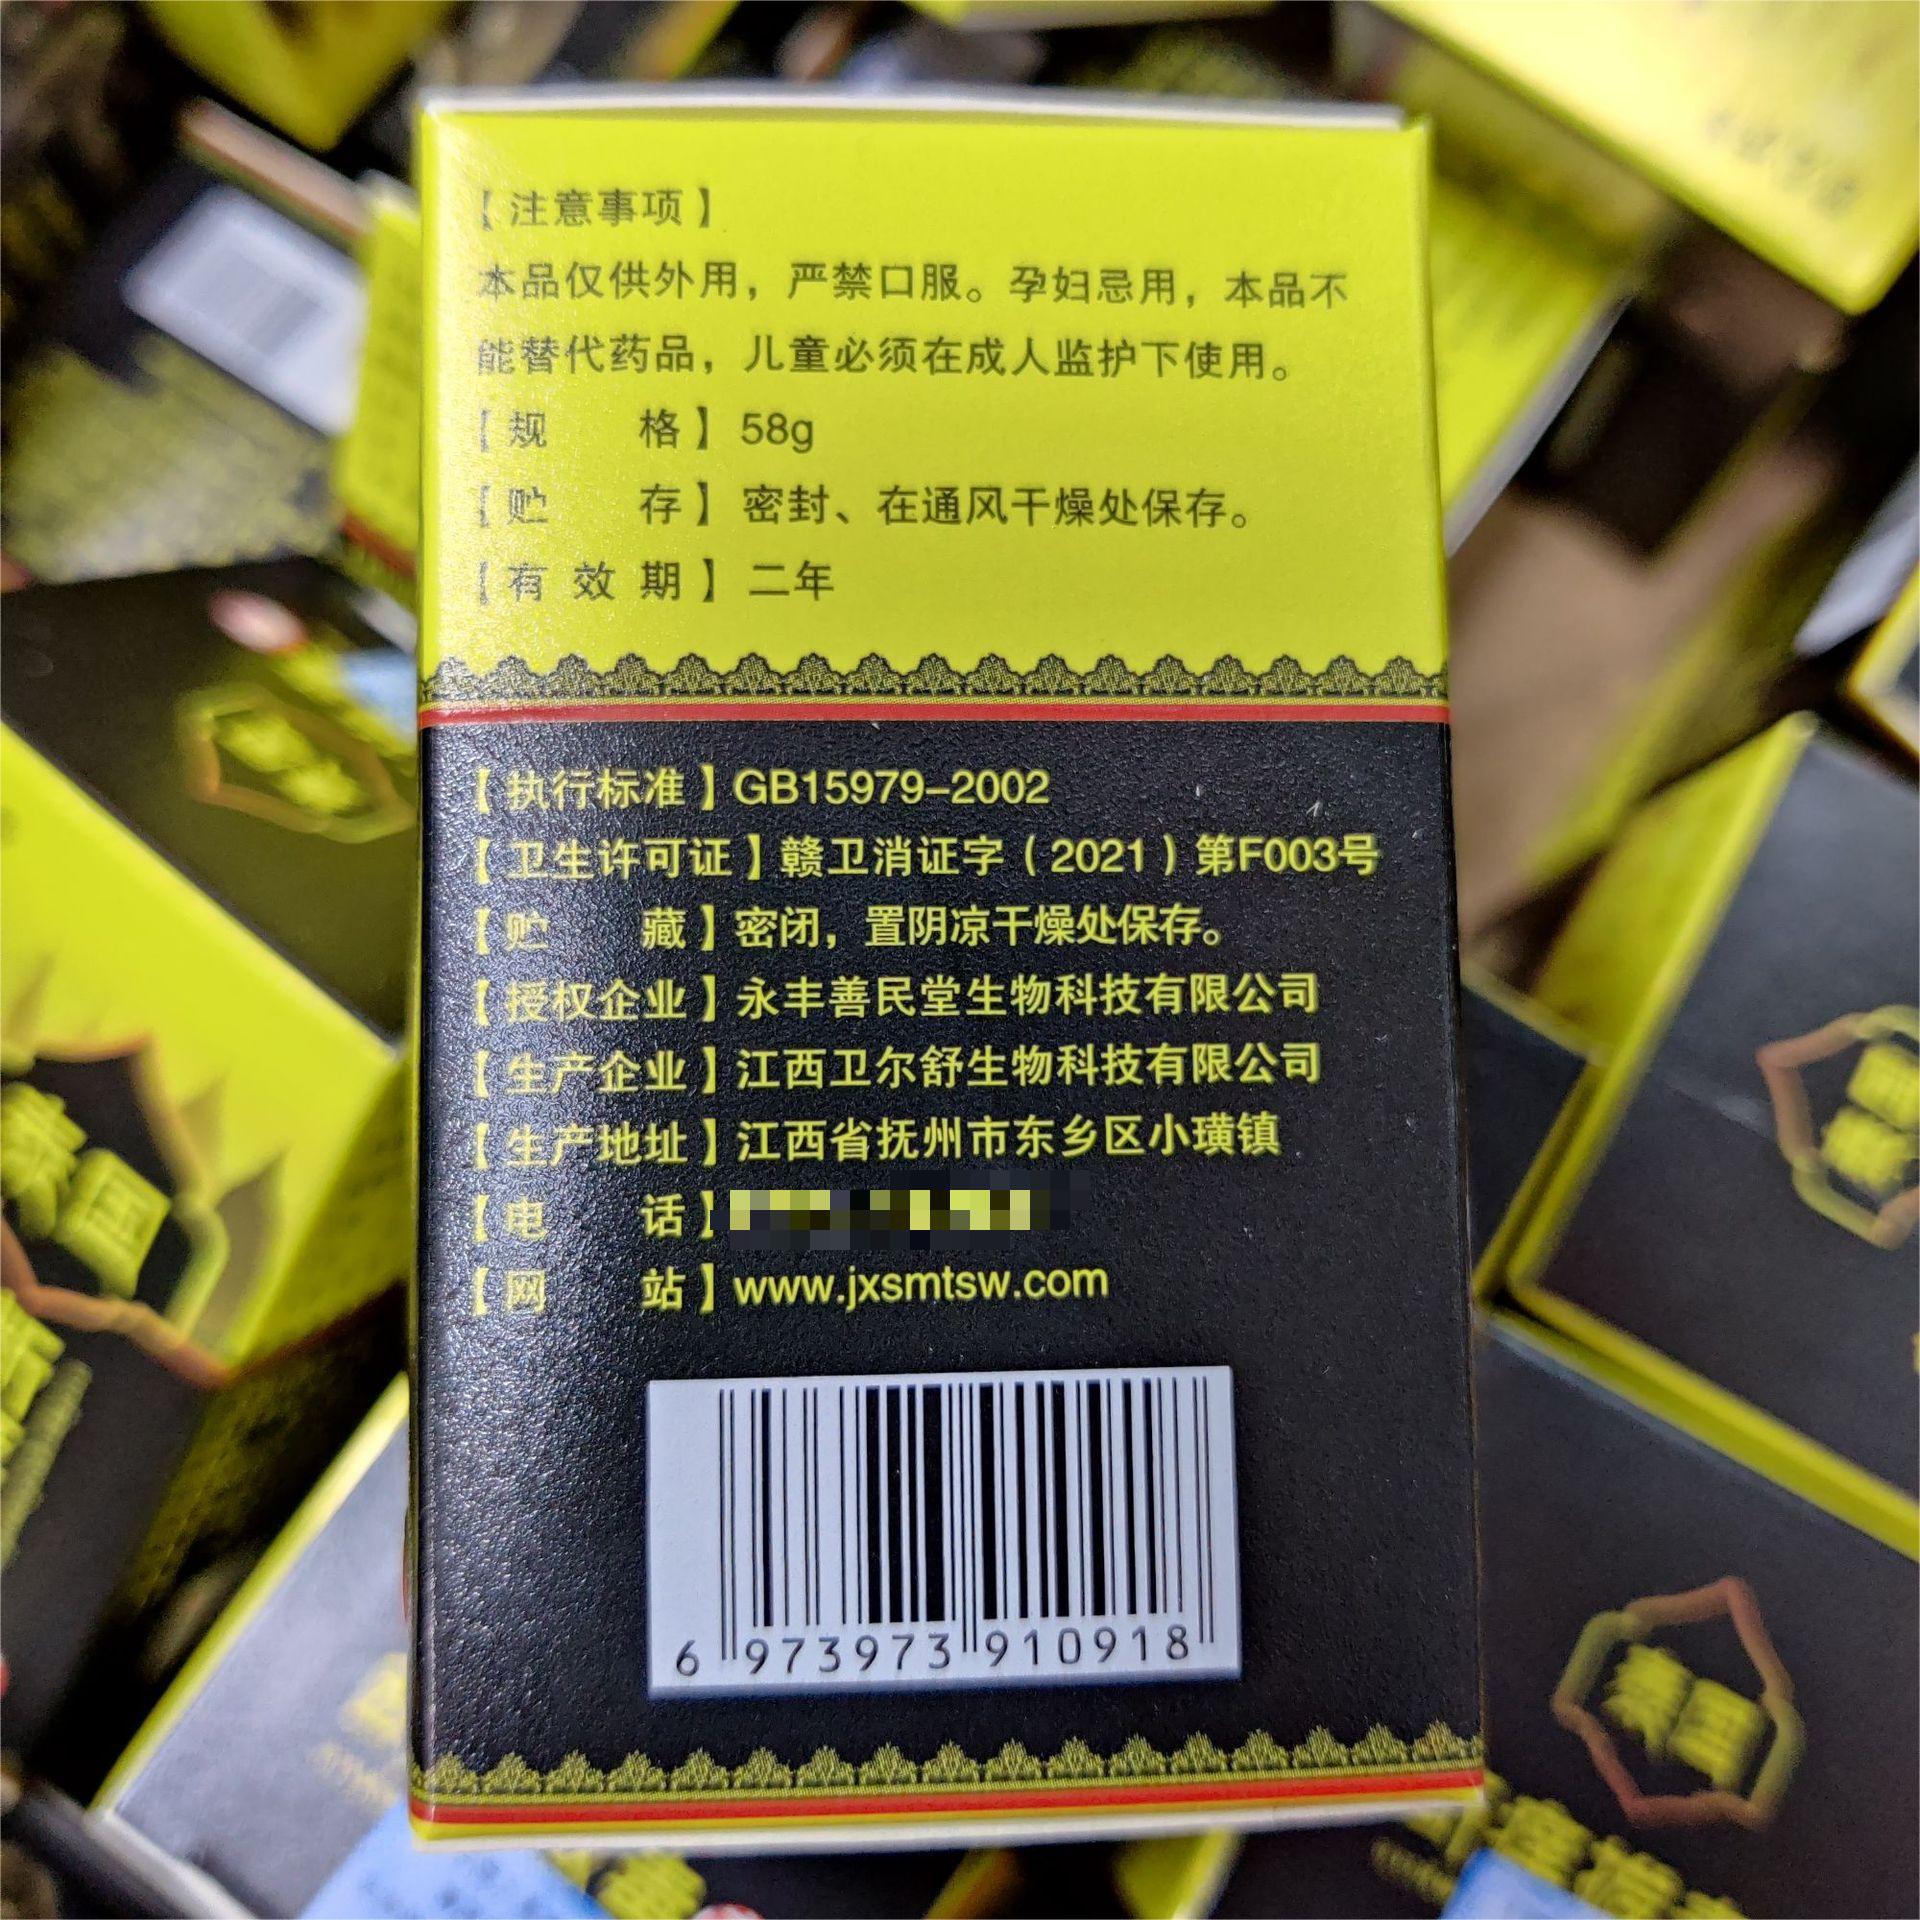 【注意事项】
本品仅供外用，严禁口服。孕妇忌用，本品不
能替代药品，儿童必须在成人监护下使用。
【规 格】58g
【贮 存】密封、在通风干燥处保存。
【有效期】二年
【执行标准】GB15979-2002
【卫生许可证】赣卫消证字（2021）第F003号
【贮 藏】密闭，置阴凉干燥处保存。
【授权企业】永丰善民堂生物科技有限公司
【生产企业】江西卫尔舒生物科技有限公司
【生产地址】江西省抚州市东乡区小璜镇
【电 话】
【网 站】www.jxsmtsw.com
6 973973 910918
泰国
泰国